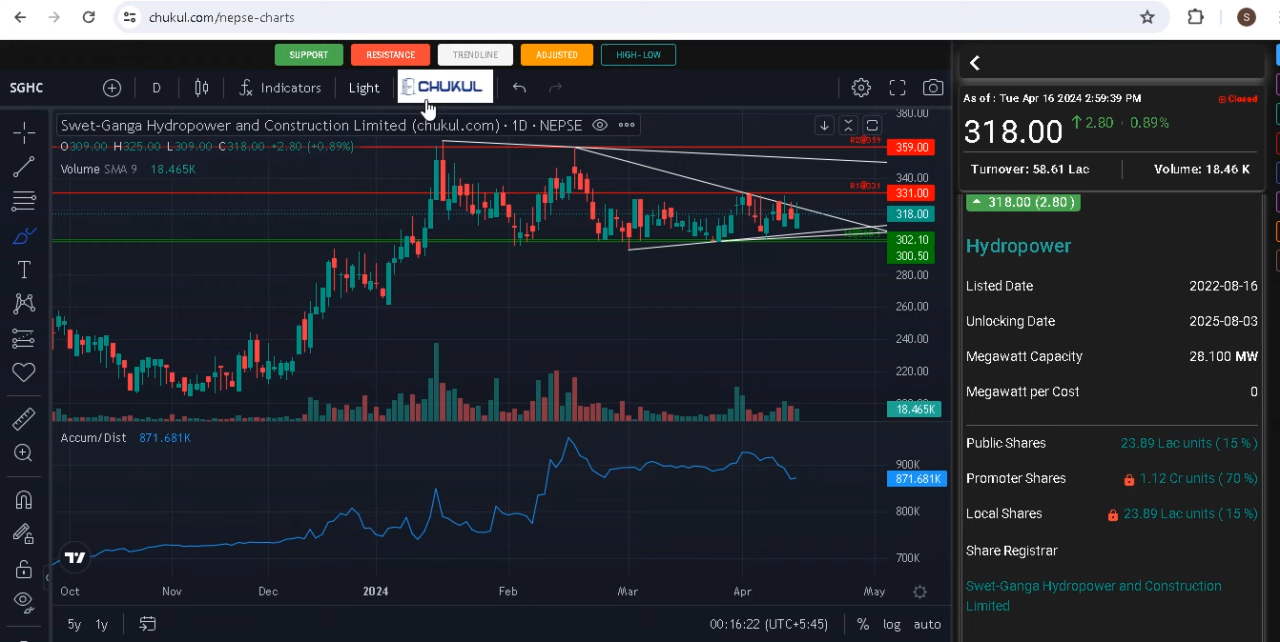 chukul.com/nepse-charts
S
SUPPORT
RESISTANCE
TRENDLINE
ADJUSTED
HIGH-LOW
SGHC
D
Indicators
Light
CHUKUL
Swet-Ganga Hydropower and Construction Limited (chukul.com) · 1D · NEPSE
O309.00 H325.00 L309.00 C318.00 +2.80 (+0.89%)
Volume SMA 9 18.465K
R2@359
R1@331
380.00
359.00
340.00
331.00
318.00
302.10
300.50
280.00
260.00
240.00
220.00
18.465K
Accum/Dist 871.681K
900K
871.681K
800K
700K
Oct
Nov
Dec
2024
Feb
Mar
Apr
May
5y
1y
00:16:22 (UTC+5:45)
%
log
auto
As of : Tue Apr 16 2024 2:59:39 PM
Closed
318.00
2.80 · 0.89%
Turnover: 58.61 Lac
Volume: 18.46 K
318.00 (2.80)
Hydropower
Listed Date 2022-08-16
Unlocking Date 2025-08-03
Megawatt Capacity 28.100 MW
Megawatt per Cost 0
Public Shares 23.89 Lac units ( 15 % )
Promoter Shares 1.12 Cr units ( 70 % )
Local Shares 23.89 Lac units ( 15 % )
Share Registrar
Swet-Ganga Hydropower and Construction
Limited